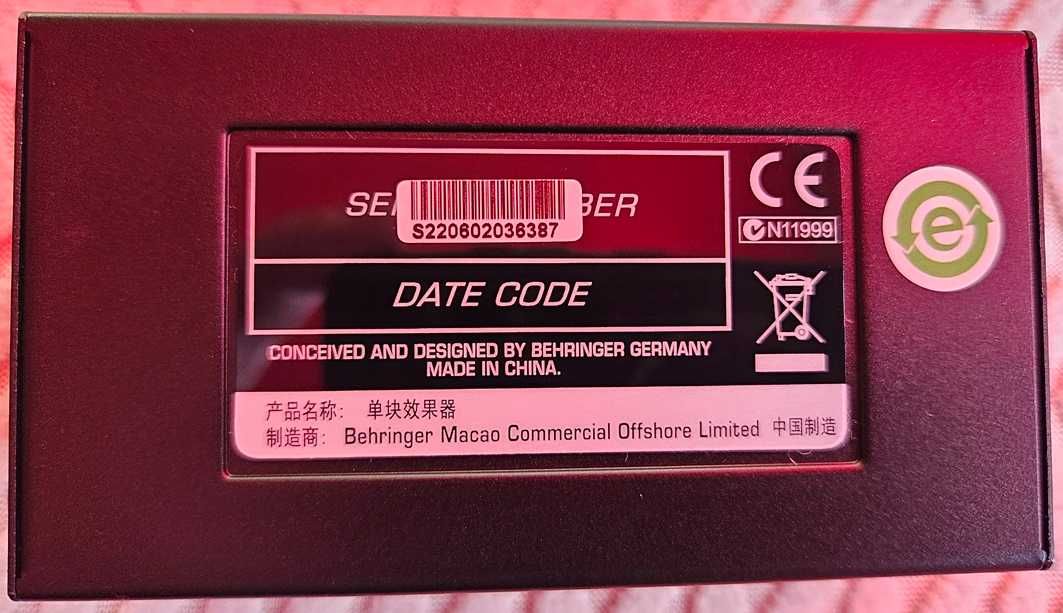 SE BER
S220602036387
DATE CODE
CONCEIVED AND DESIGNED BY BEHRINGER GERMANY
MADE IN CHINA.
产品名称： 单块效果器
制造商： Behringer Macao Commercial Offshore Limited 中国制造
CE
N11999
e